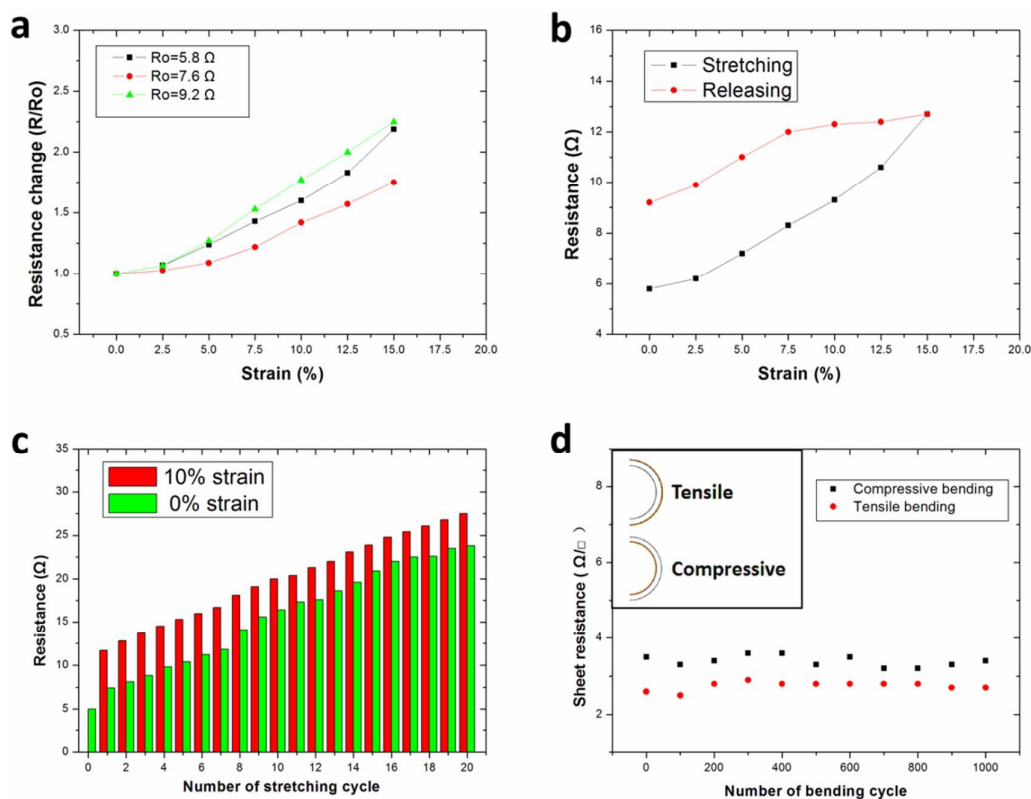 a
3.0
2.5
2.0
1.5
1.0
0.5
Resistance change (R/Ro)
Ro=5.8 Ω
Ro=7.6 Ω
Ro=9.2 Ω
0.0 2.5 5.0 7.5 10.0 12.5 15.0 17.5 20.0
Strain (%)
b
16
14
12
10
8
6
4
Resistance (Ω)
Stretching
Releasing
0.0 2.5 5.0 7.5 10.0 12.5 15.0 17.5 20.0
Strain (%)
c
35
30
25
20
15
10
5
0
Resistance (Ω)
10% strain
0% strain
0 2 4 6 8 10 12 14 16 18 20
Number of stretching cycle
d
8
6
4
2
Sheet resistance ( Ω/□ )
Tensile
Compressive
Compressive bending
Tensile bending
0 200 400 600 800 1000
Number of bending cycle